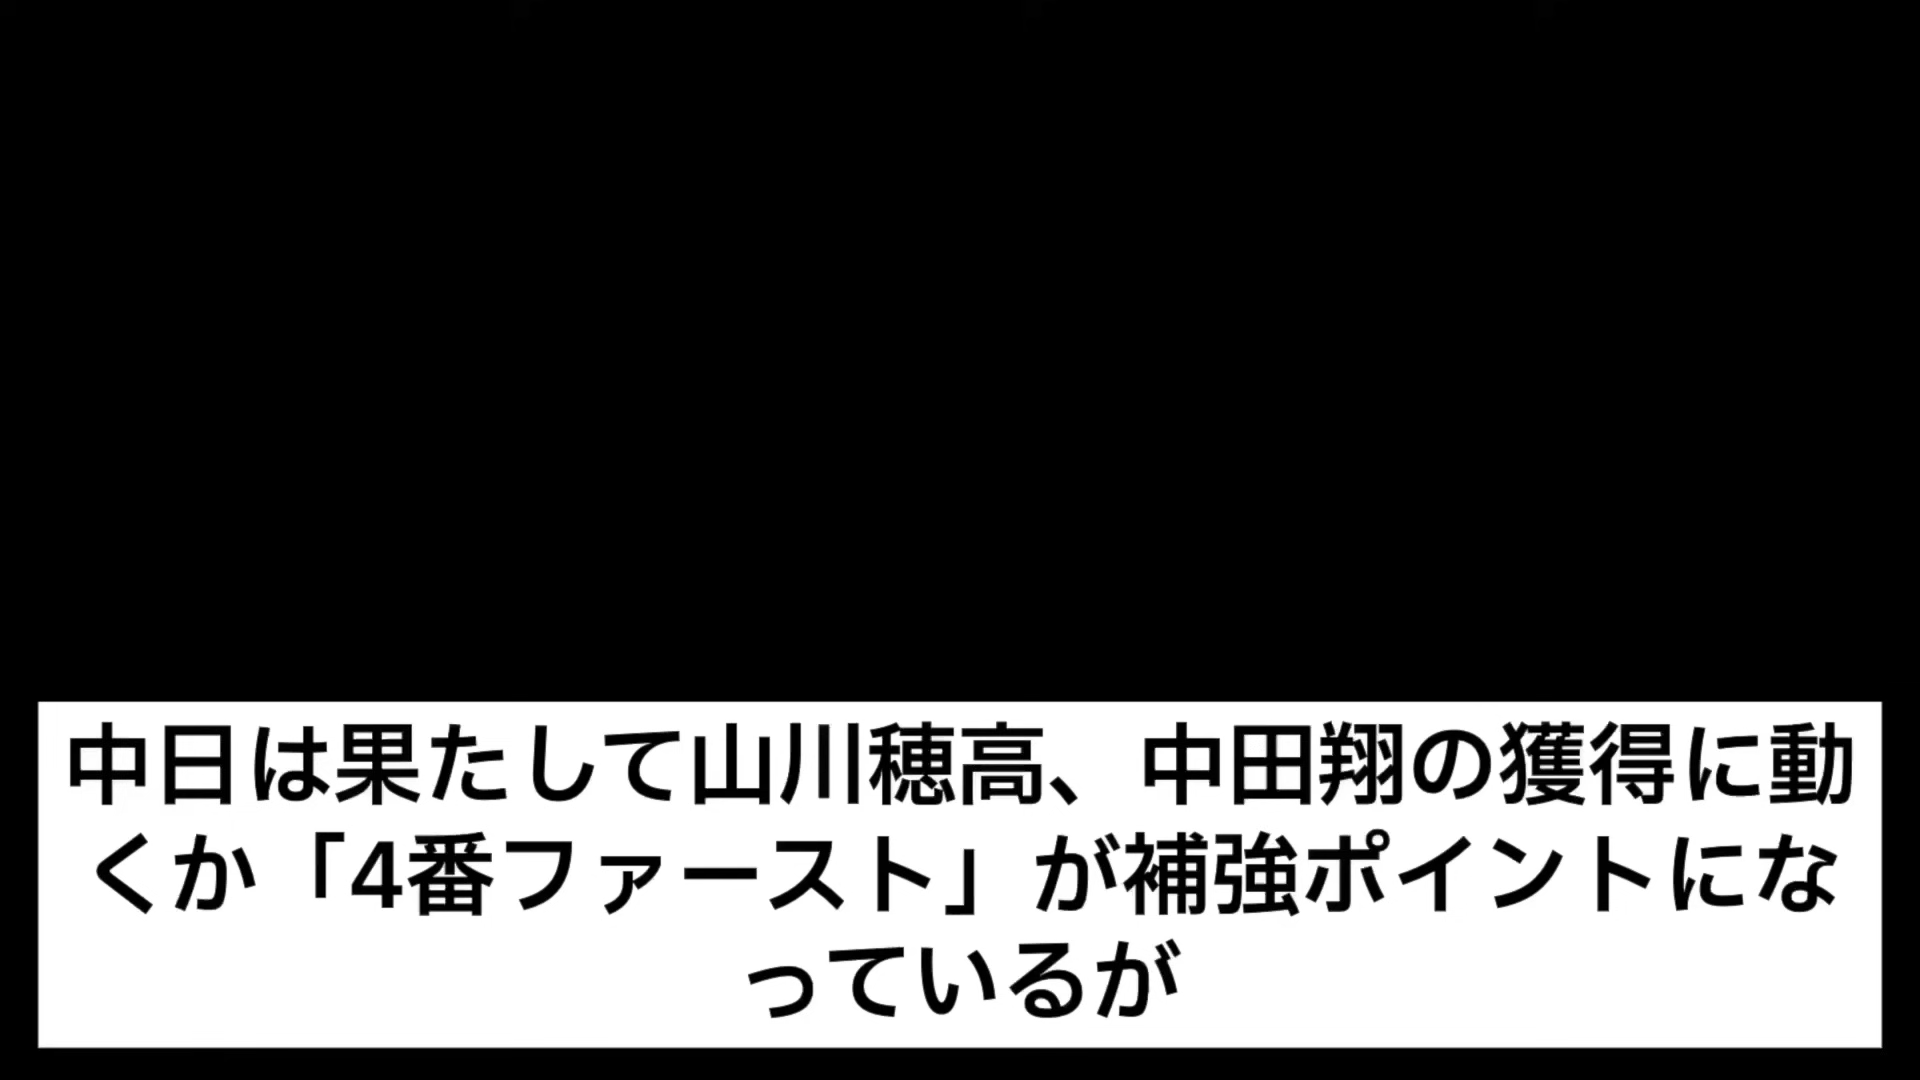 中日は果たして山川穂高、中田翔の獲得に動
くか「4番ファースト」が補強ポイントにな
っているが